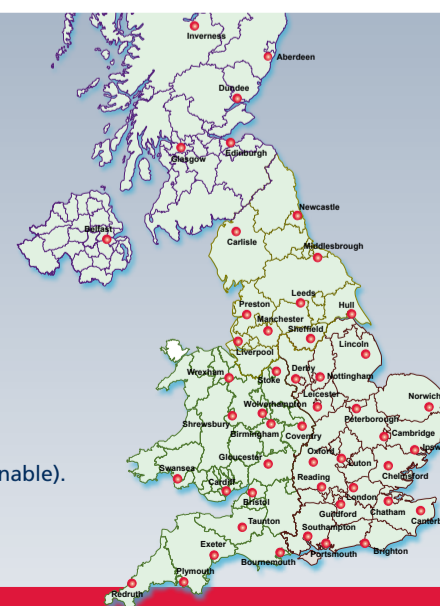 Inverness
Aberdeen
Dundee
Glasgow
Edinburgh
Newcastle
Belfast
Carlisle
Middlesbrough
Leeds
Preston
Hull
Manchester
Sheffield
Lincoln
Liverpool
Wrexham
Derby
Stoke
Nottingham
Leicester
Norwich
Wolverhampton
Peterborough
Shrewsbury
Birmingham
Coventry
Cambridge
Ipsw
Gloucester
Oxford
Luton
nable).
Swansea
Reading
Chelmsford
Cardiff
London
Bristol
Guildford
Chatham
Canterb
Taunton
Southampton
Exeter
Portsmouth
Brighton
Bournemouth
Plymouth
Redruth